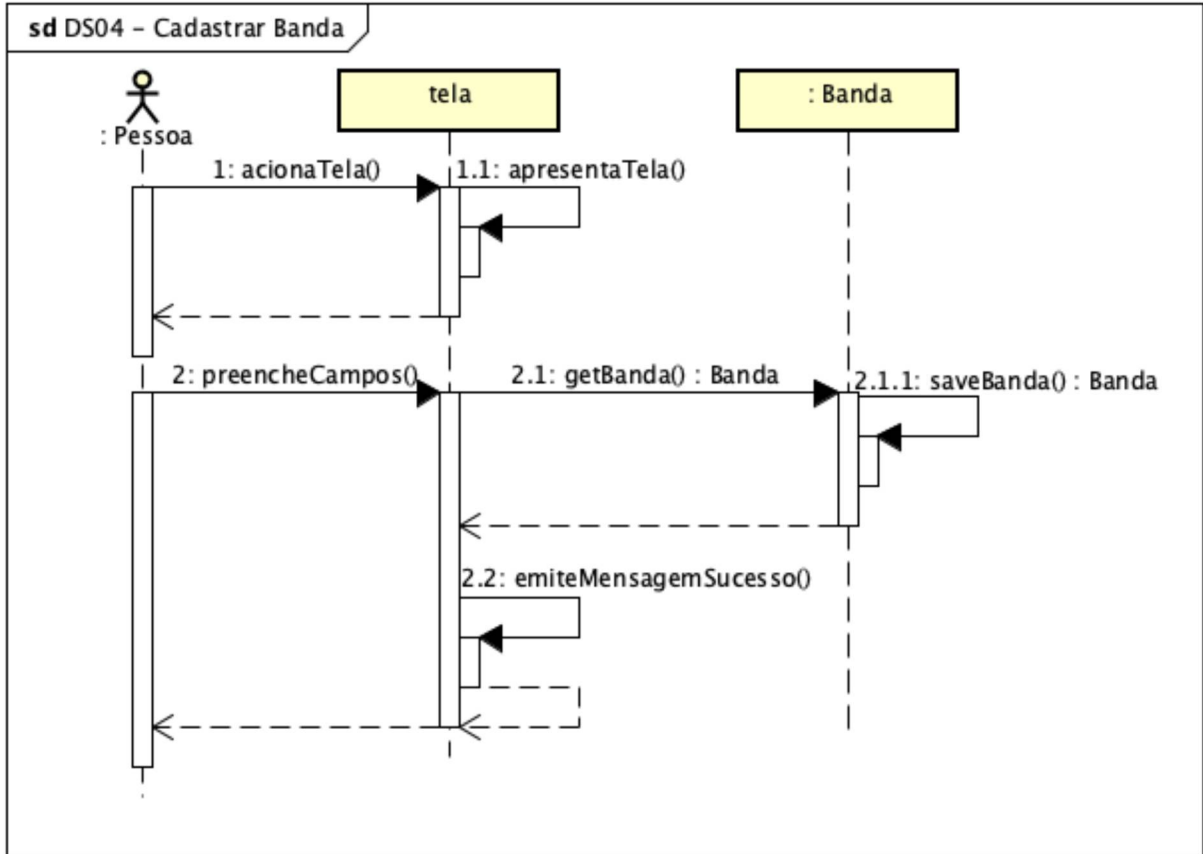 sd DS04 – Cadastrar Banda
: Pessoa
tela
: Banda
1: acionaTela()
1.1: apresentaTela()
2: preencheCampos()
2.1: getBanda() : Banda
2.1.1: saveBanda() : Banda
2.2: emiteMensagemSucesso()